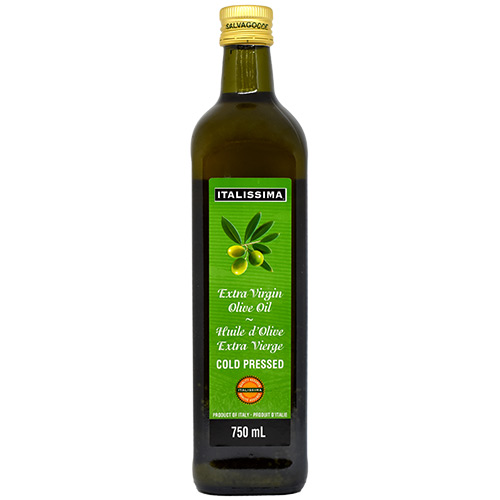 SALVAGOCCE
ITALISSIMA
Extra Virgin
Olive Oil
~
Huile d'Olive
Extra Vierge
COLD PRESSED
ITALISSIMA
PRODUCT OF ITALY - PRODUIT D'ITALIE
750 mL